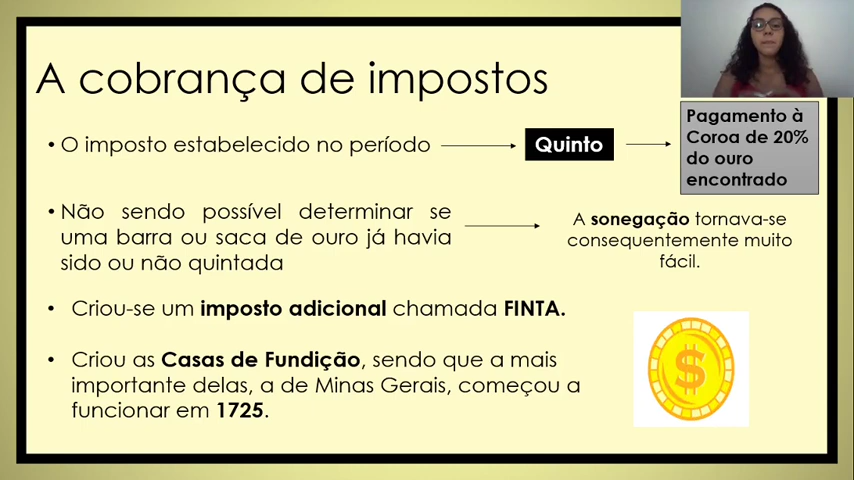 A cobrança de impostos
• O imposto estabelecido no período
Quinto
Pagamento à
Coroa de 20%
do ouro
encontrado
• Não sendo possível determinar se
uma barra ou saca de ouro já havia
sido ou não quintada
A sonegação tornava-se
consequentemente muito
fácil.
• Criou-se um imposto adicional chamada FINTA.
• Criou as Casas de Fundição, sendo que a mais
importante delas, a de Minas Gerais, começou a
funcionar em 1725.
$